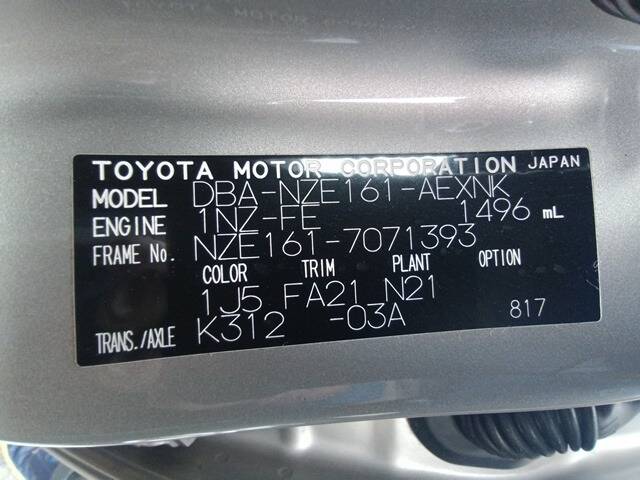 TOYOTA MOTOR CORPORATION JAPAN
MODEL DBA-NZE161-AEXNK
ENGINE 1NZ-FE 1496 mL
FRAME No. NZE161-7071393
COLOR TRIM PLANT OPTION
1J5 FA21 N21
TRANS./AXLE K312 -03A 817